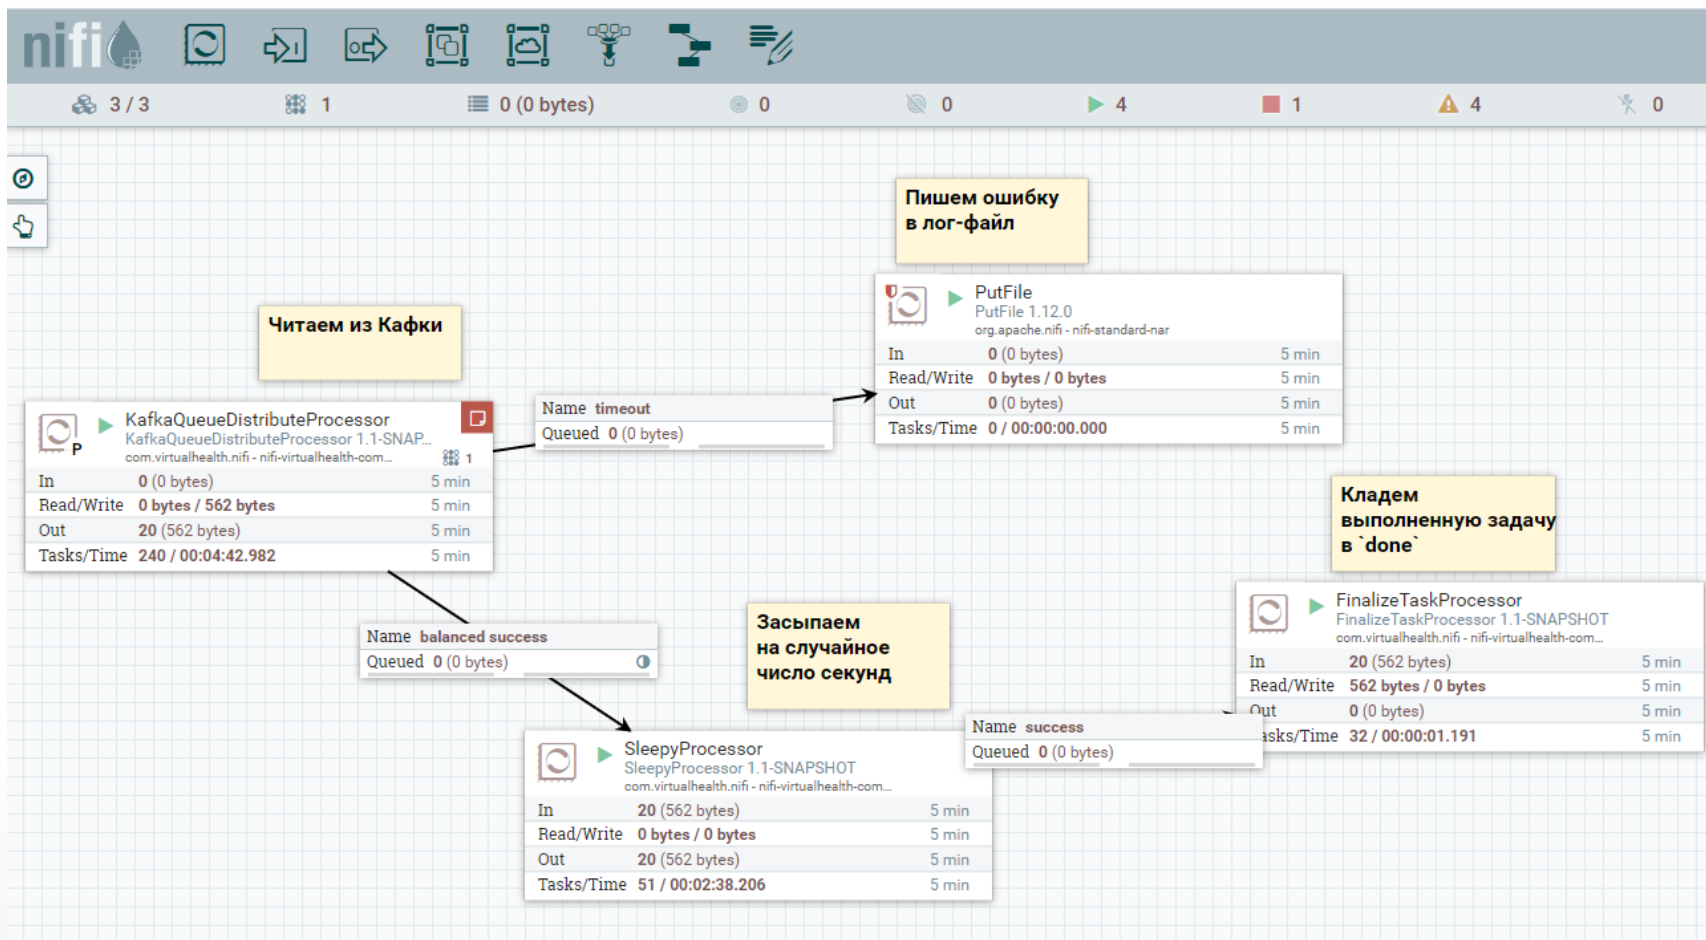 nifi
3 / 3
1
0 (0 bytes)
0
0
4
1
4
0
Пишем ошибку
в лог-файл
PutFile
PutFile 1.12.0
org.apache.nifi - nifi-standard-nar
In 0 (0 bytes) 5 min
Read/Write 0 bytes / 0 bytes 5 min
Out 0 (0 bytes) 5 min
Tasks/Time 0 / 00:00:00.000 5 min
Читаем из Кафки
KafkaQueueDistributeProcessor
KafkaQueueDistributeProcessor 1.1-SNAP...
com.virtualhealth.nifi - nifi-virtualhealth-com...
1
In 0 (0 bytes) 5 min
Read/Write 0 bytes / 562 bytes 5 min
Out 20 (562 bytes) 5 min
Tasks/Time 240 / 00:04:42.982 5 min
P
Name timeout
Queued 0 (0 bytes)
Кладем
выполненную задачу
в `done`
FinalizeTaskProcessor
FinalizeTaskProcessor 1.1-SNAPSHOT
com.virtualhealth.nifi - nifi-virtualhealth-com...
In 20 (562 bytes) 5 min
Read/Write 562 bytes / 0 bytes 5 min
Out 0 (0 bytes) 5 min
asks/Time 32 / 00:00:01.191 5 min
Name balanced success
Queued 0 (0 bytes)
Засыпаем
на случайное
число секунд
Name success
Queued 0 (0 bytes)
SleepyProcessor
SleepyProcessor 1.1-SNAPSHOT
com.virtualhealth.nifi - nifi-virtualhealth-com...
In 20 (562 bytes) 5 min
Read/Write 0 bytes / 0 bytes 5 min
Out 20 (562 bytes) 5 min
Tasks/Time 51 / 00:02:38.206 5 min